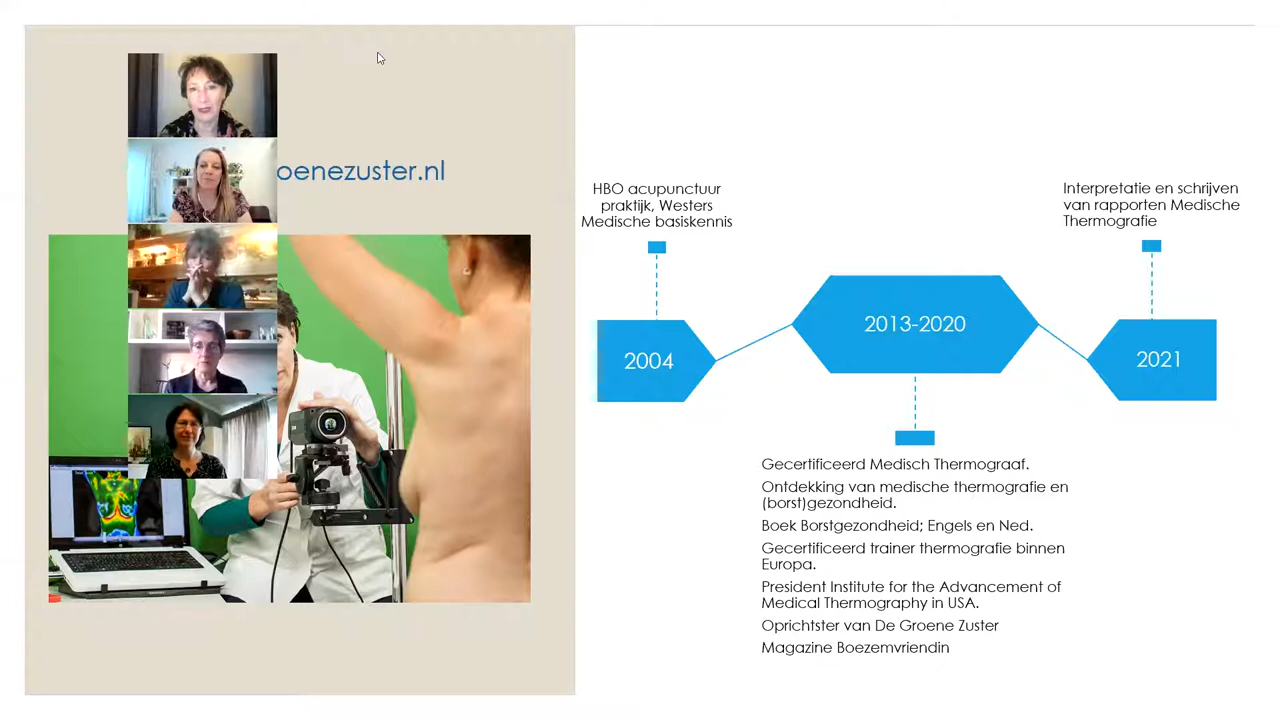 oenezuster.nl
HBO acupunctuur
praktijk, Westers
Medische basiskennis
2004
2013-2020
Gecertificeerd Medisch Thermograaf.
Ontdekking van medische thermografie en
(borst)gezondheid.
Boek Borstgezondheid; Engels en Ned.
Gecertificeerd trainer thermografie binnen
Europa.
President Institute for the Advancement of
Medical Thermography in USA.
Oprichtster van De Groene Zuster
Magazine Boezemvriendin
Interpretatie en schrijven
van rapporten Medische
Thermografie
2021